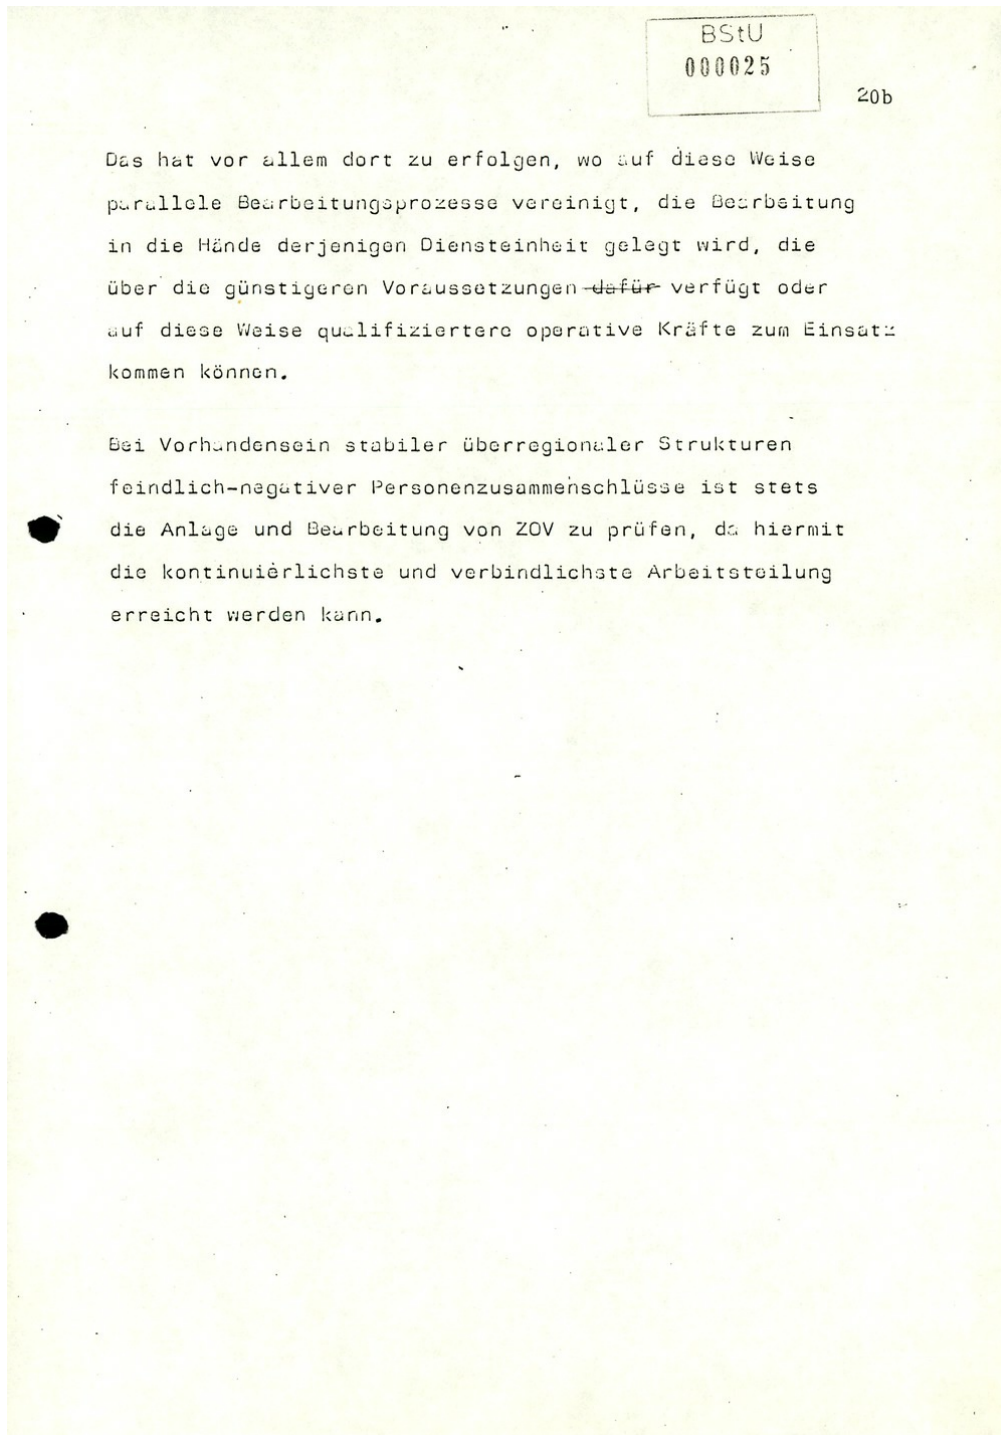 BStU
000025
20b
Das hat vor allem dort zu erfolgen, wo auf diese Weise
parallele Bearbeitungsprozesse vereinigt, die Bearbeitung
in die Hände derjenigen Diensteinheit gelegt wird, die
über die günstigeren Voraussetzungen dafür verfügt oder
auf diese Weise qualifiziertere operative Kräfte zum Einsatz
kommen können.
Bei Vorhandensein stabiler überregionaler Strukturen
feindlich-negativer Personenzusammenschlüsse ist stets
die Anlage und Bearbeitung von ZOV zu prüfen, da hiermit
die kontinuierlichste und verbindlichste Arbeitsteilung
erreicht werden kann.